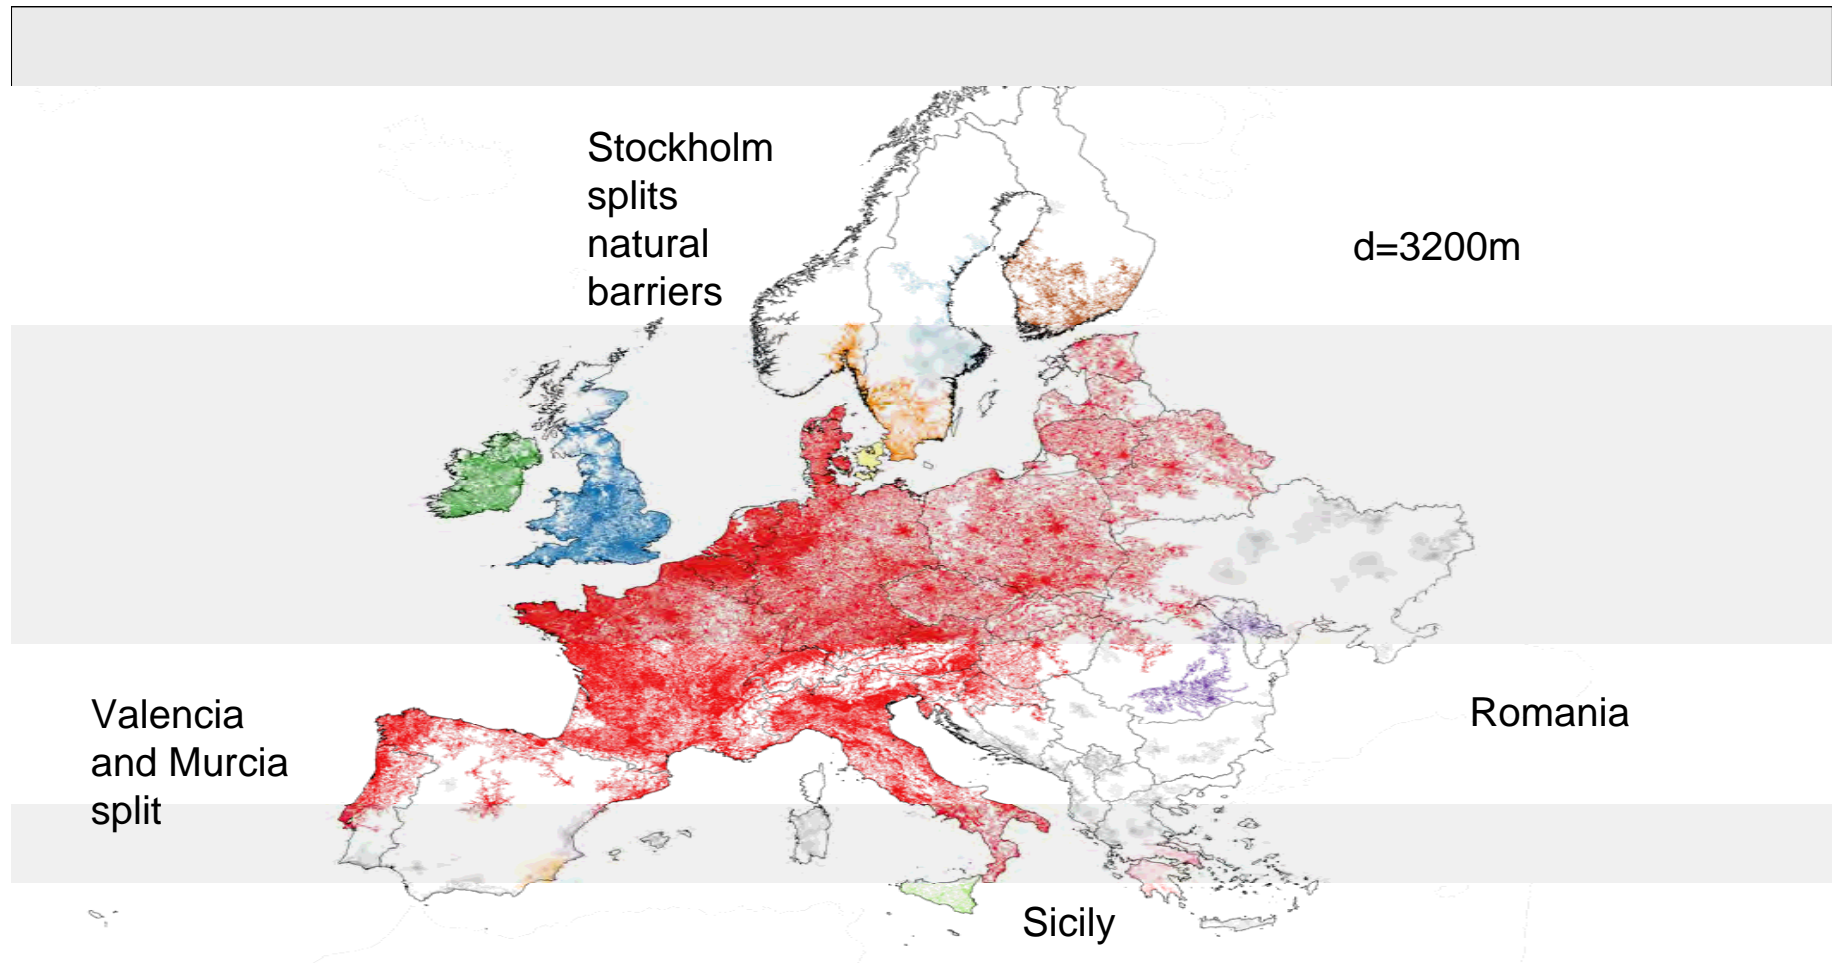 Stockholm
splits
natural
barriers
d=3200m
Valencia
and Murcia
split
Romania
Sicily